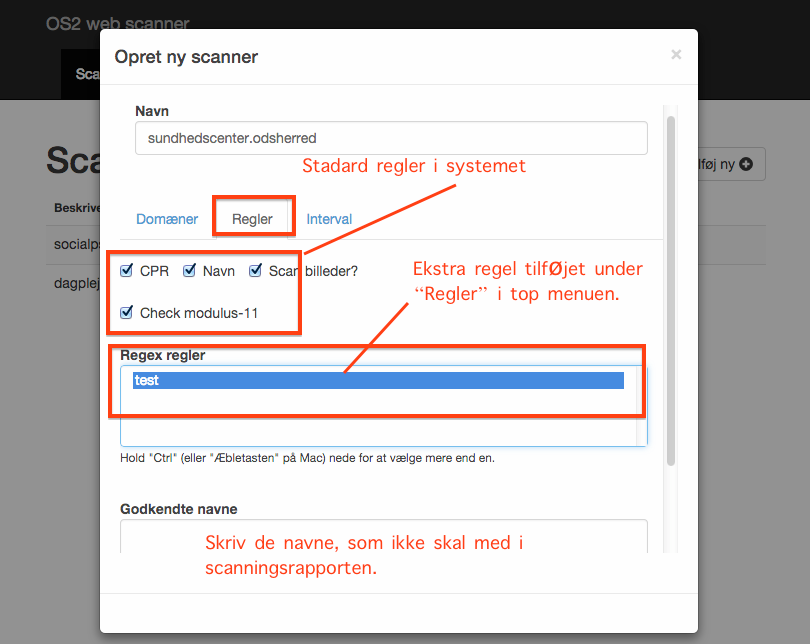 OS2 web scanner
Sca
Opret ny scanner
×
Navn
sundhedscenter.odsherred
Stadard regler i systemet
Sca
lføj ny
Beskrive
Domæner Regler Interval
socialps
CPR Navn Scan billeder?
Ekstra regel tilfØjet under
“Regler” i top menuen.
dagplej
Check modulus-11
Regex regler
test
Hold "Ctrl" (eller "Æbletasten" på Mac) nede for at vælge mere end en.
Godkendte navne
Skriv de navne, som ikke skal med i
scanningsrapporten.